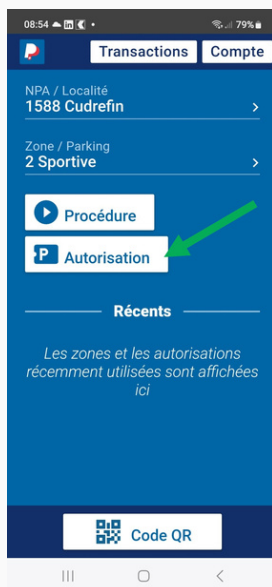 08:54
79%
Transactions Compte
NPA / Localité
1588 Cudrefin
Zone / Parking
2 Sportive
Procédure
P Autorisation
Récents
Les zones et les autorisations
récemment utilisées sont affichées
ici
Code QR